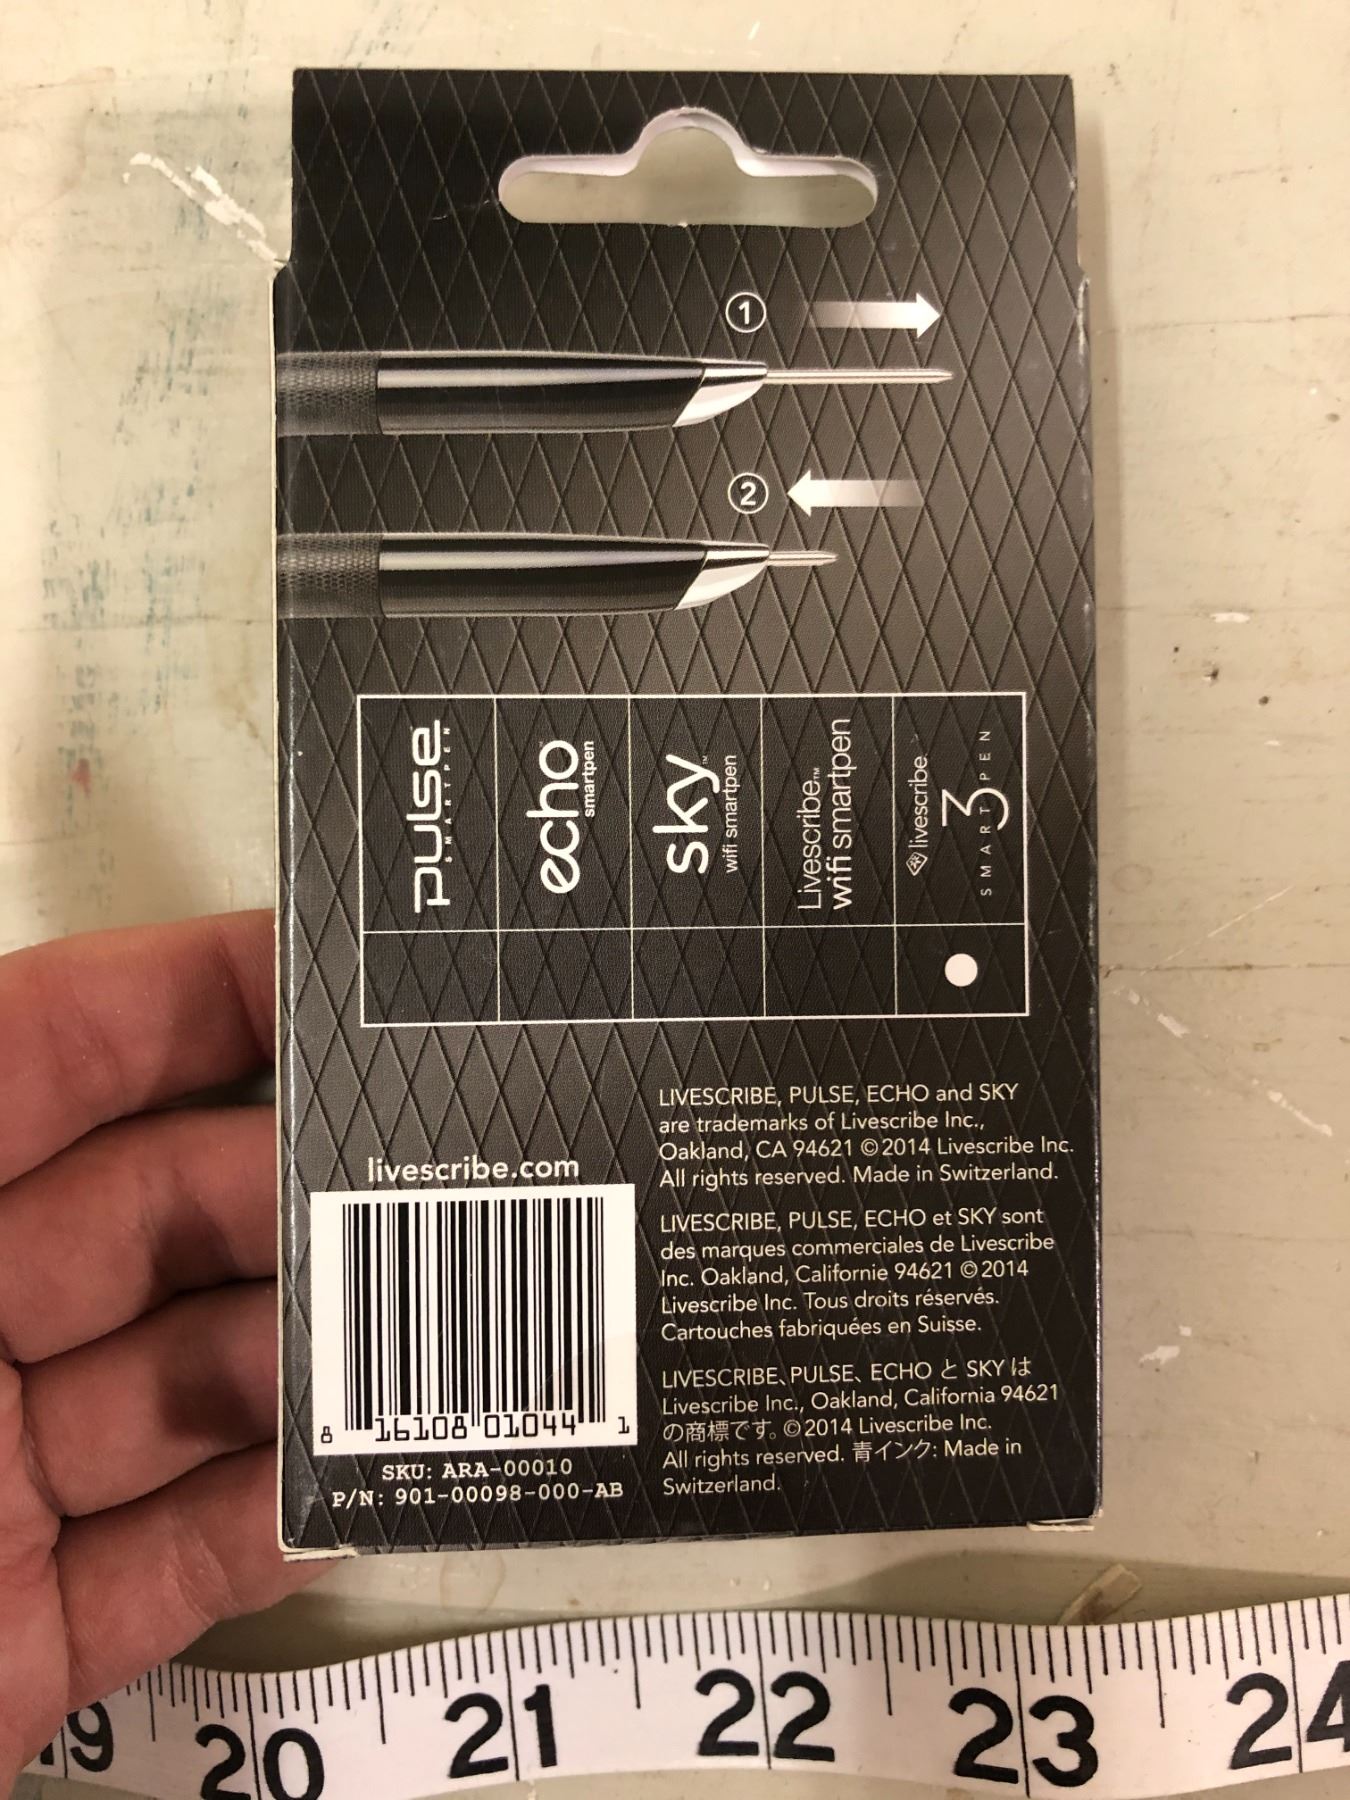 1
2
pulse
SMARTPEN
echo
smartpen
sky™
wifi smartpen
Livescribe™
wifi smartpen
livescribe
3
SMARTPEN
LIVESCRIBE, PULSE, ECHO and SKY
are trademarks of Livescribe Inc.,
Oakland, CA 94621 ©2014 Livescribe Inc.
All rights reserved. Made in Switzerland.
LIVESCRIBE, PULSE, ECHO et SKY sont
des marques commerciales de Livescribe
Inc. Oakland, Californie 94621 ©2014
Livescribe Inc. Tous droits réservés.
Cartouches fabriquées en Suisse.
LIVESCRIBE、PULSE、ECHO と SKY は
Livescribe Inc., Oakland, California 94621
の商標です。©2014 Livescribe Inc.
All rights reserved. 青インク: Made in
Switzerland.
livescribe.com
8 16108 01044 1
SKU: ARA-00010
P/N: 901-00098-000-AB
19 20 21 22 23 24